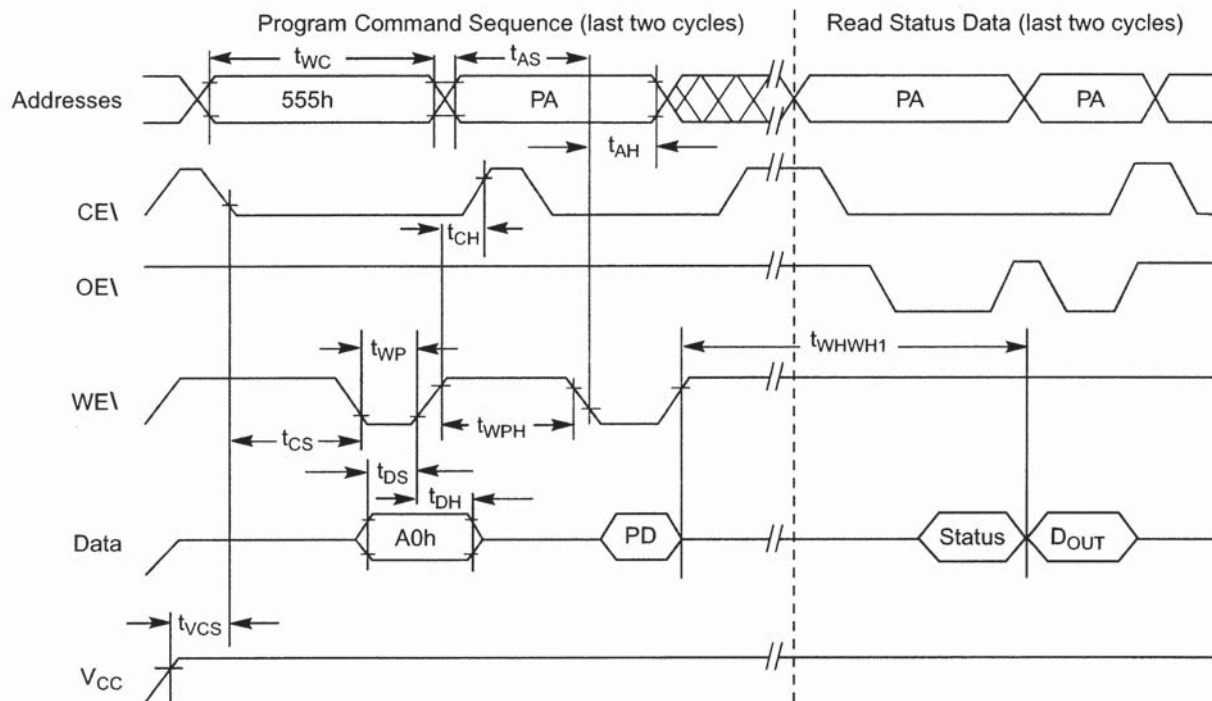 Program Command Sequence (last two cycles) Read Status Data (last two cycles)
tWC tAS
Addresses 555h PA PA PA
tAH
CE\
tCH
OE\
tWP tWHWH1
WE\
tCS tWPH
tDS
tDH
Data A0h PD Status DOUT
tVCS
VCC